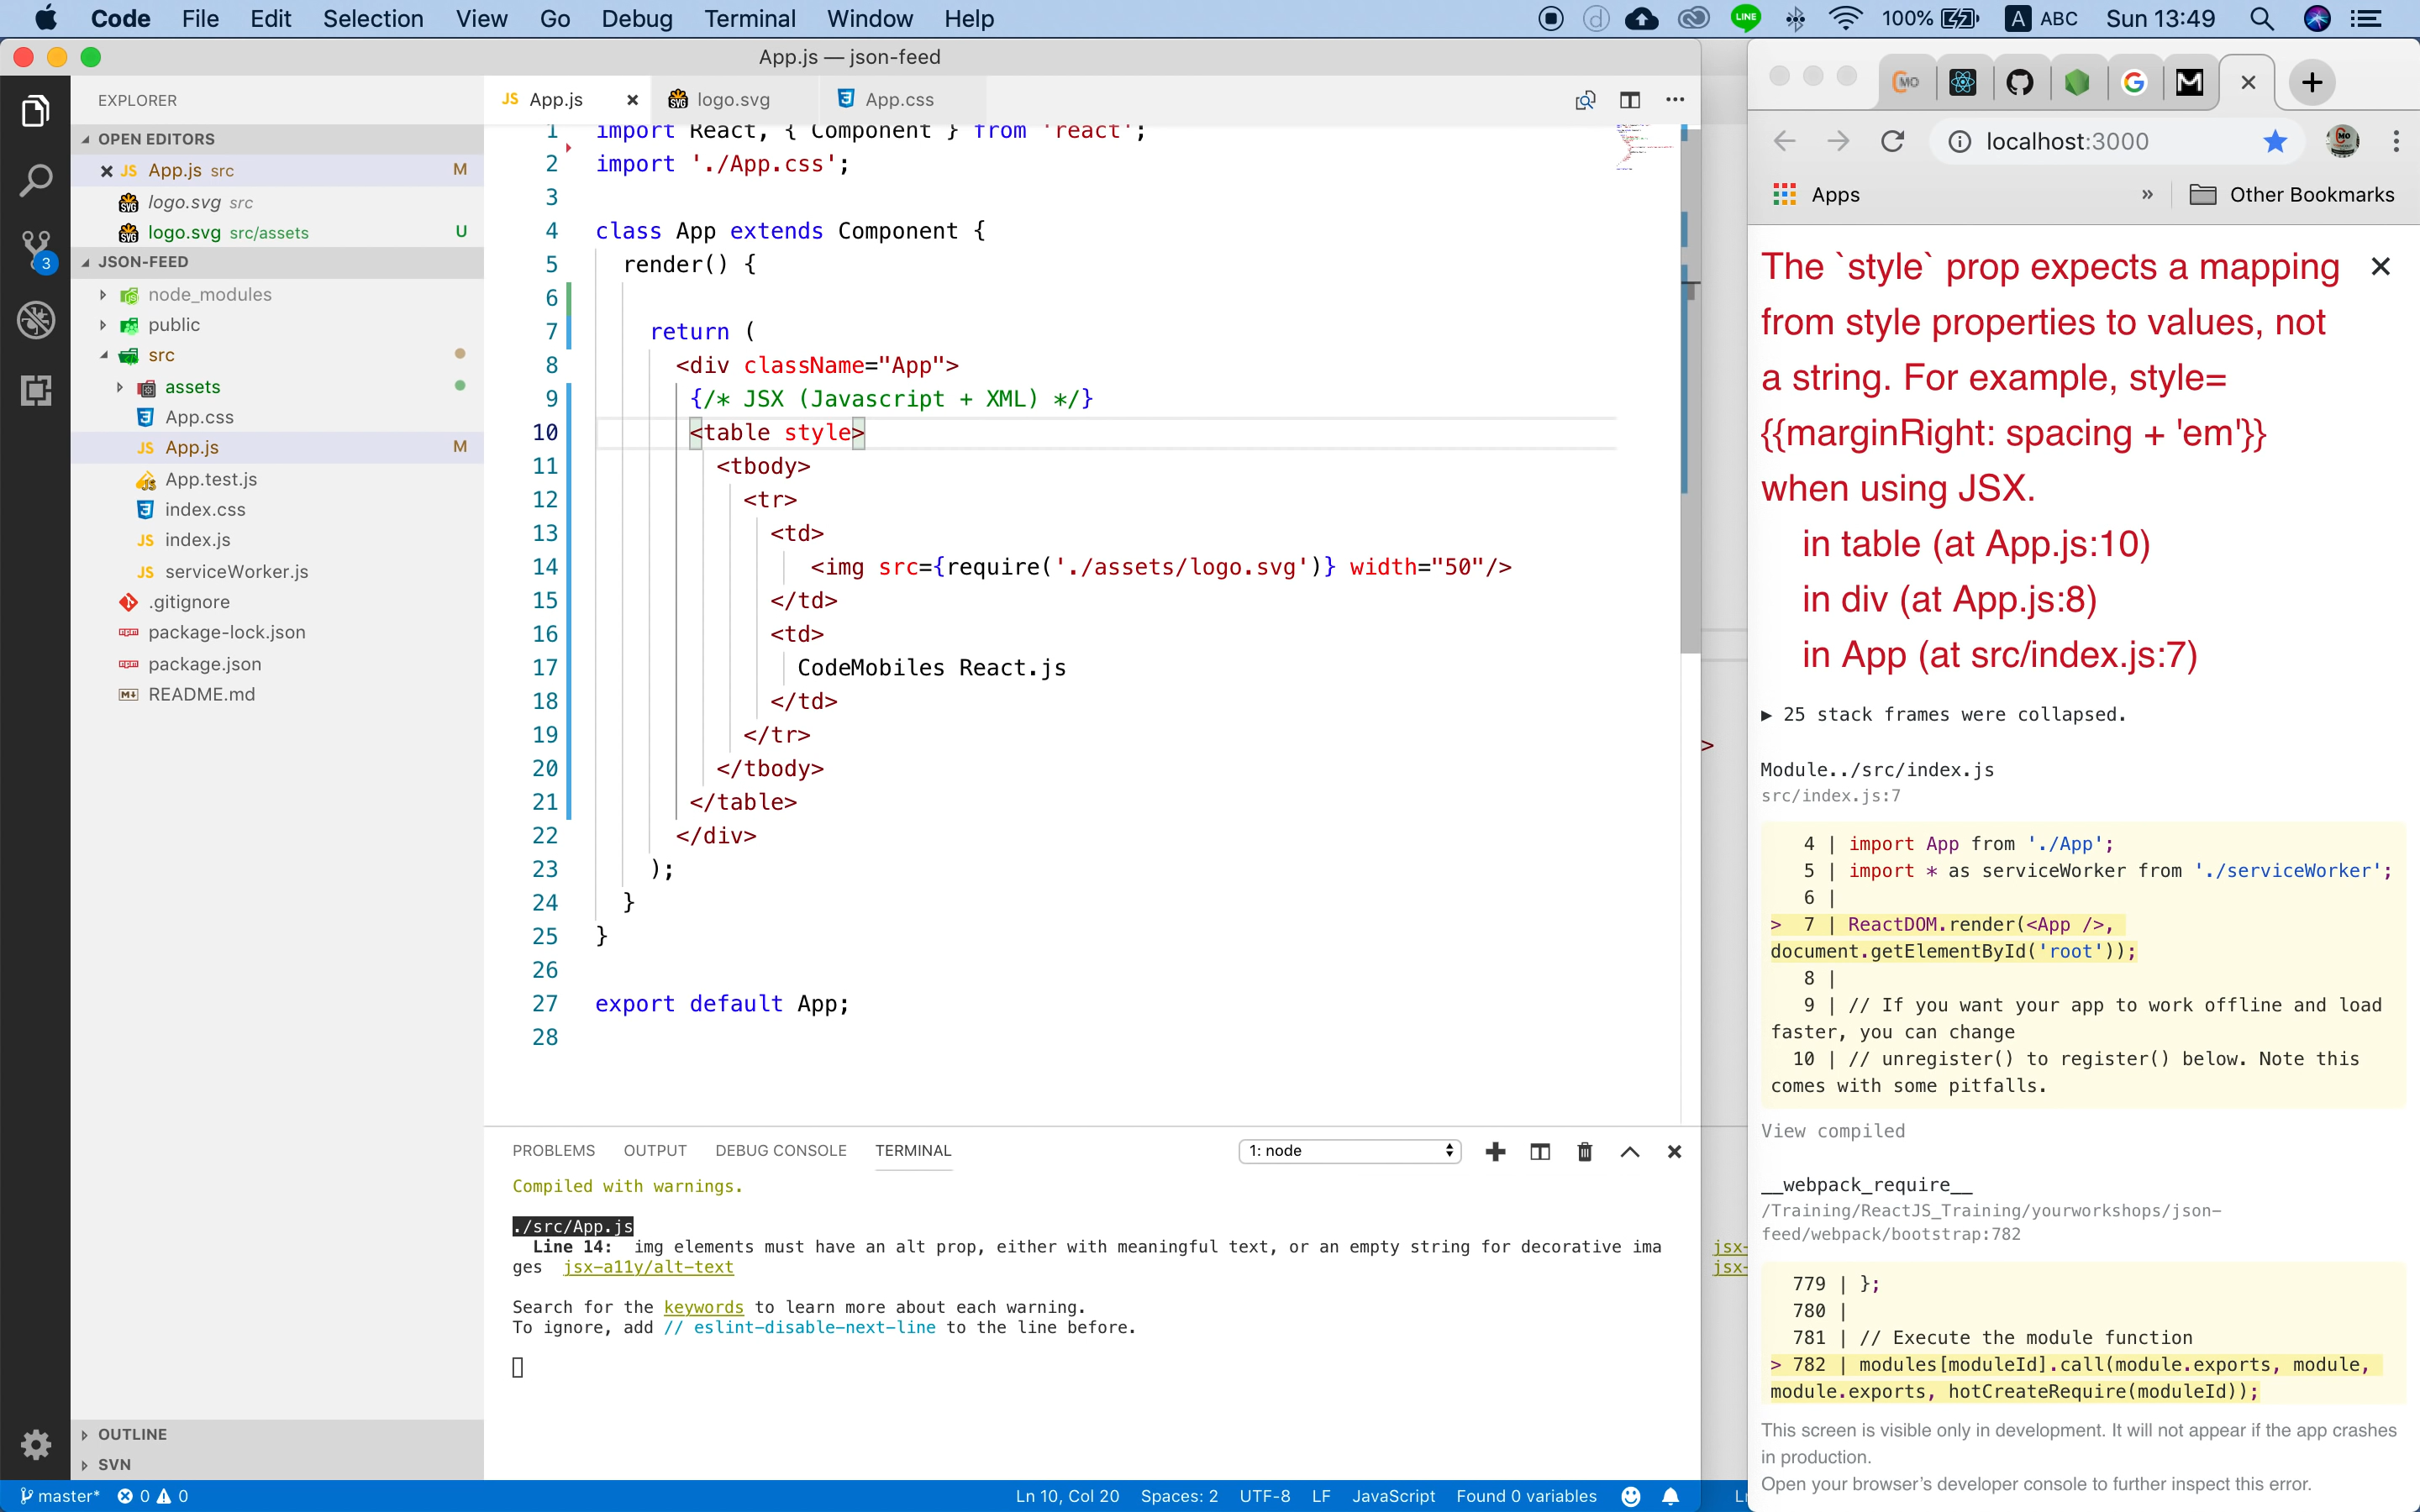 Code File Edit Selection View Go Debug Terminal Window Help
LINE 100% A ABC Sun 13:49
App.js — json-feed
EXPLORER
OPEN EDITORS
App.js src M
logo.svg src
logo.svg src/assets U
3
JSON-FEED
node_modules
public
src
assets
App.css
App.js M
App.test.js
index.css
index.js
serviceWorker.js
.gitignore
package-lock.json
package.json
README.md
OUTLINE
SVN
JS App.js
logo.svg
App.css
1 import React, { Component } from 'react';
2 import './App.css';
3
4 class App extends Component {
5 render() {
6
7 return (
8 <div className="App">
9 {/* JSX (Javascript + XML) */}
10 <table style>
11 <tbody>
12 <tr>
13 <td>
14 <img src={require('./assets/logo.svg')} width="50"/>
15 </td>
16 <td>
17 CodeMobiles React.js
18 </td>
19 </tr>
20 </tbody>
21 </table>
22 </div>
23 );
24 }
25 }
26
27 export default App;
28
PROBLEMS OUTPUT DEBUG CONSOLE TERMINAL 1: node
Compiled with warnings.
./src/App.js
Line 14: img elements must have an alt prop, either with meaningful text, or an empty string for decorative ima
ges jsx-a11y/alt-text
Search for the keywords to learn more about each warning.
To ignore, add // eslint-disable-next-line to the line before.
>
jsx-
jsx-
master* 0 0 Ln 10, Col 20 Spaces: 2 UTF-8 LF JavaScript Found 0 variables
localhost:3000
Apps » Other Bookmarks
The `style` prop expects a mapping
from style properties to values, not
a string. For example, style=
{{marginRight: spacing + 'em'}}
when using JSX.
in table (at App.js:10)
in div (at App.js:8)
in App (at src/index.js:7)
▶ 25 stack frames were collapsed.
Module../src/index.js
src/index.js:7
4 | import App from './App';
5 | import * as serviceWorker from './serviceWorker';
6 |
> 7 | ReactDOM.render(<App />,
document.getElementById('root'));
8 |
9 | // If you want your app to work offline and load
faster, you can change
10 | // unregister() to register() below. Note this
comes with some pitfalls.
View compiled
__webpack_require__
/Training/ReactJS_Training/yourworkshops/json-
feed/webpack/bootstrap:782
779 | };
780 |
781 | // Execute the module function
> 782 | modules[moduleId].call(module.exports, module,
module.exports, hotCreateRequire(moduleId));
This screen is visible only in development. It will not appear if the app crashes
in production.
Open your browser’s developer console to further inspect this error.